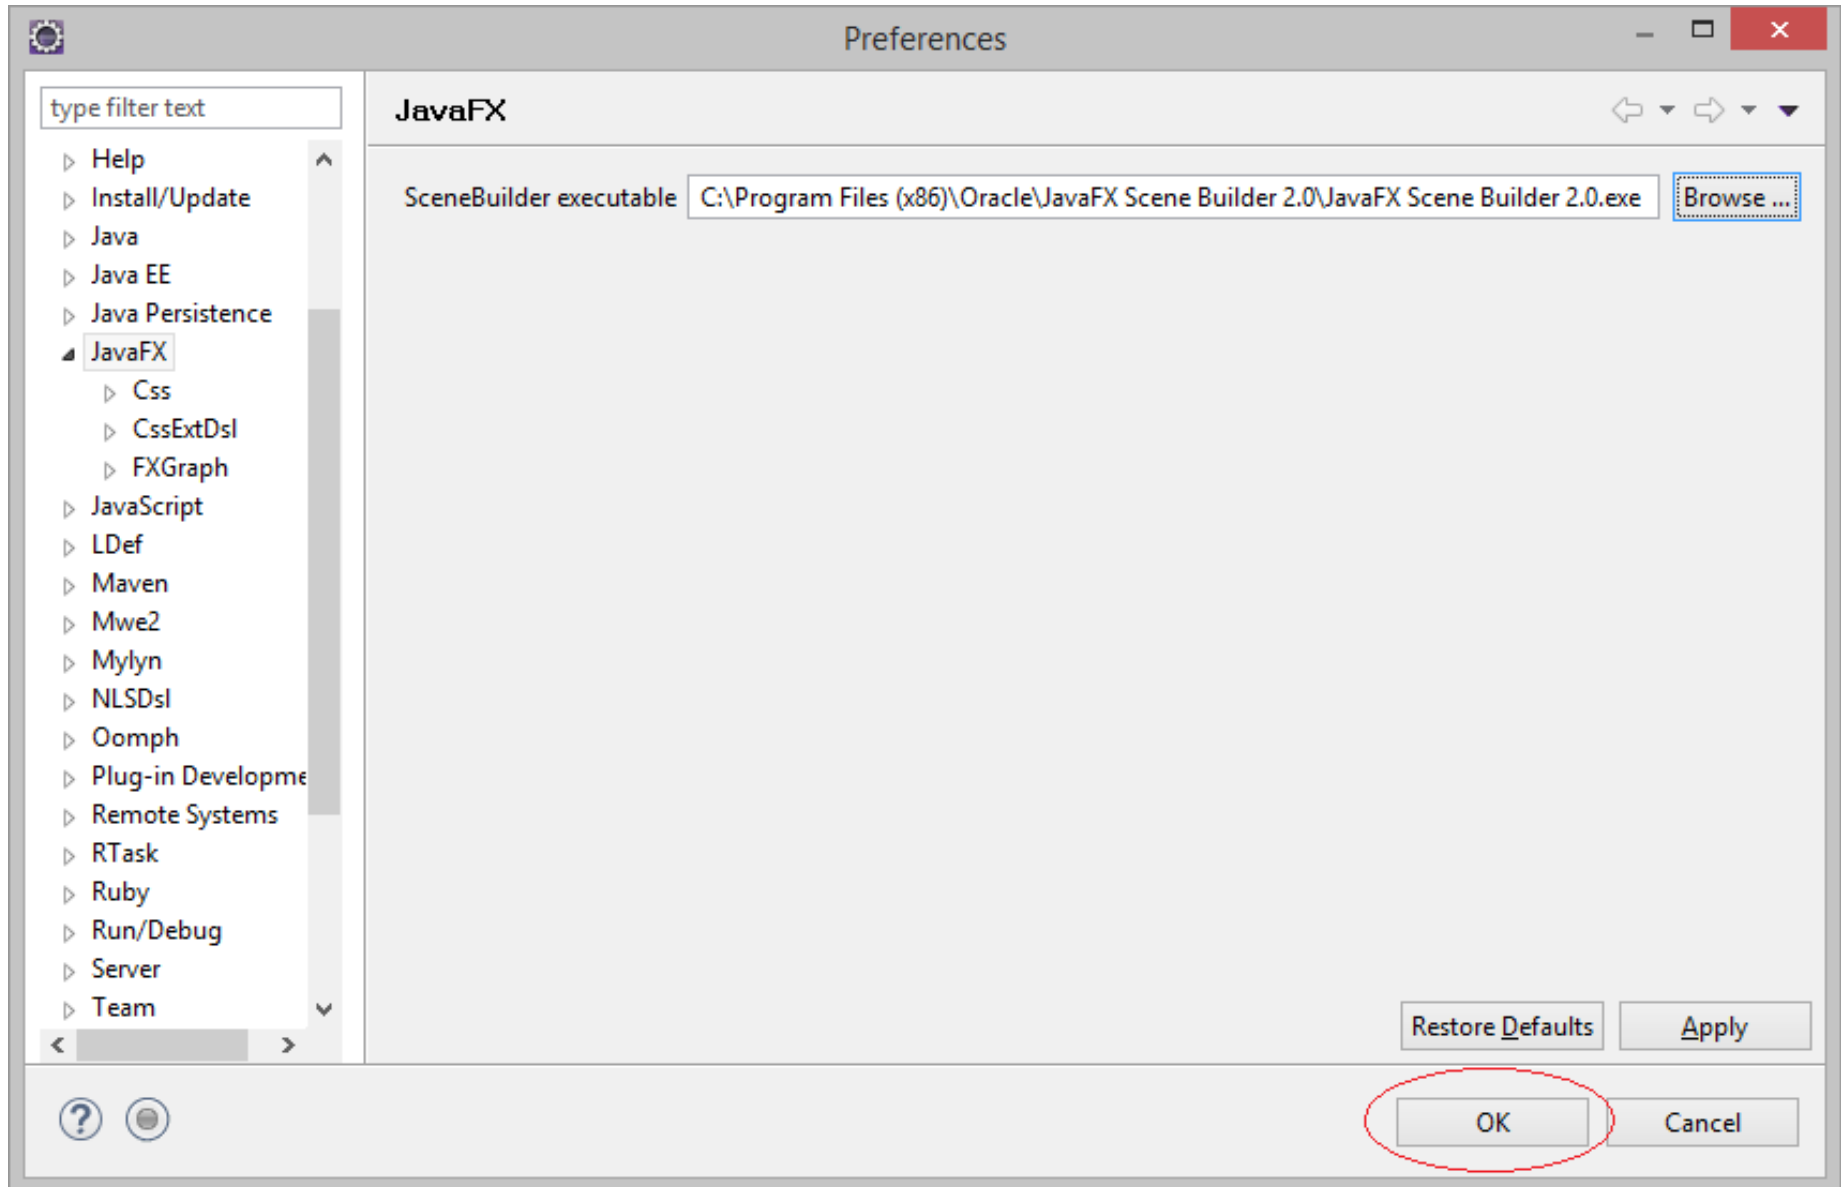 Preferences
type filter text
JavaFX
Help
Install/Update
Java
Java EE
Java Persistence
JavaFX
Css
CssExtDsl
FXGraph
JavaScript
LDef
Maven
Mwe2
Mylyn
NLSDsl
Oomph
Plug-in Developme
Remote Systems
RTask
Ruby
Run/Debug
Server
Team
SceneBuilder executable C:\Program Files (x86)\Oracle\JavaFX Scene Builder 2.0\JavaFX Scene Builder 2.0.exe Browse ...
Restore Defaults Apply
? OK Cancel